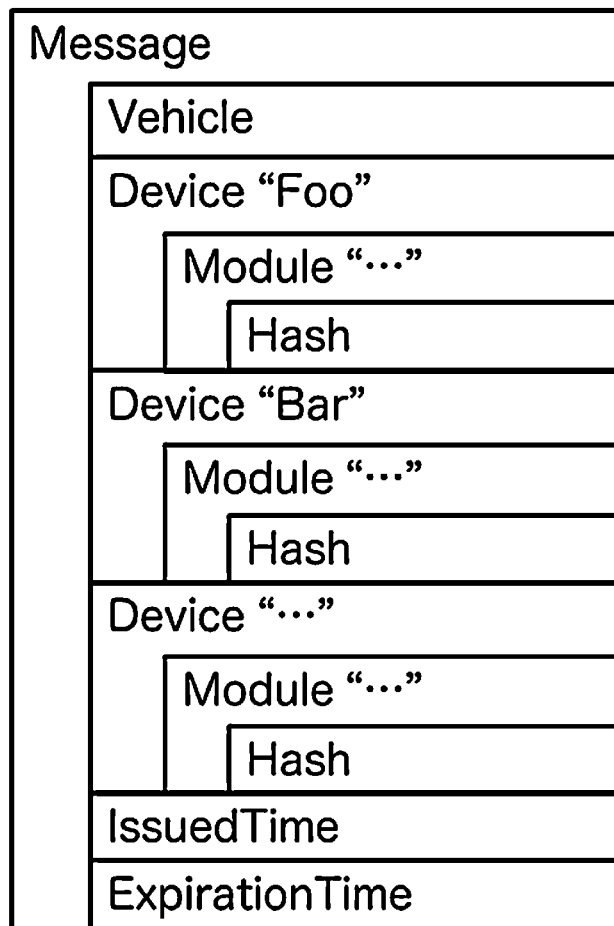 Message
Vehicle
Device “Foo”
Module “…”
Hash
Device “Bar”
Module “…”
Hash
Device “…”
Module “…”
Hash
IssuedTime
ExpirationTime